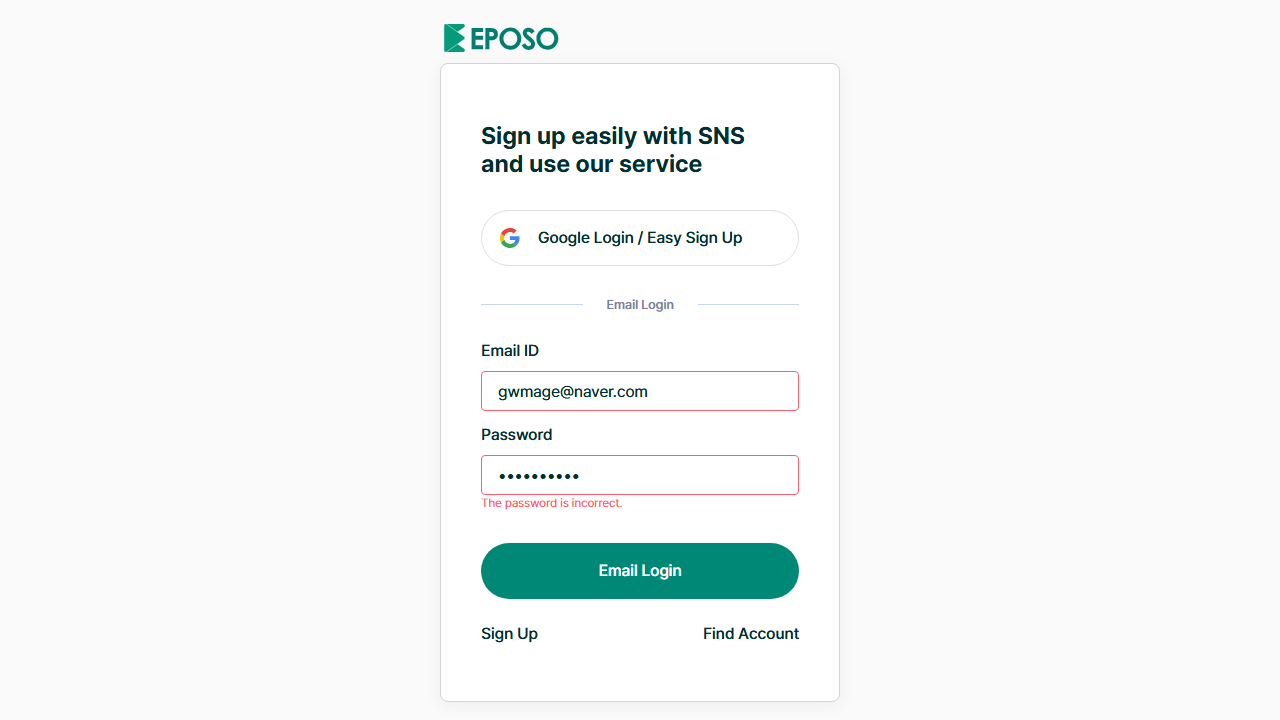 EPOSO
Sign up easily with SNS
and use our service
Google Login / Easy Sign Up
Email Login
Email ID
gwmage@naver.com
Password
••••••••••
The password is incorrect.
Email Login
Sign Up
Find Account